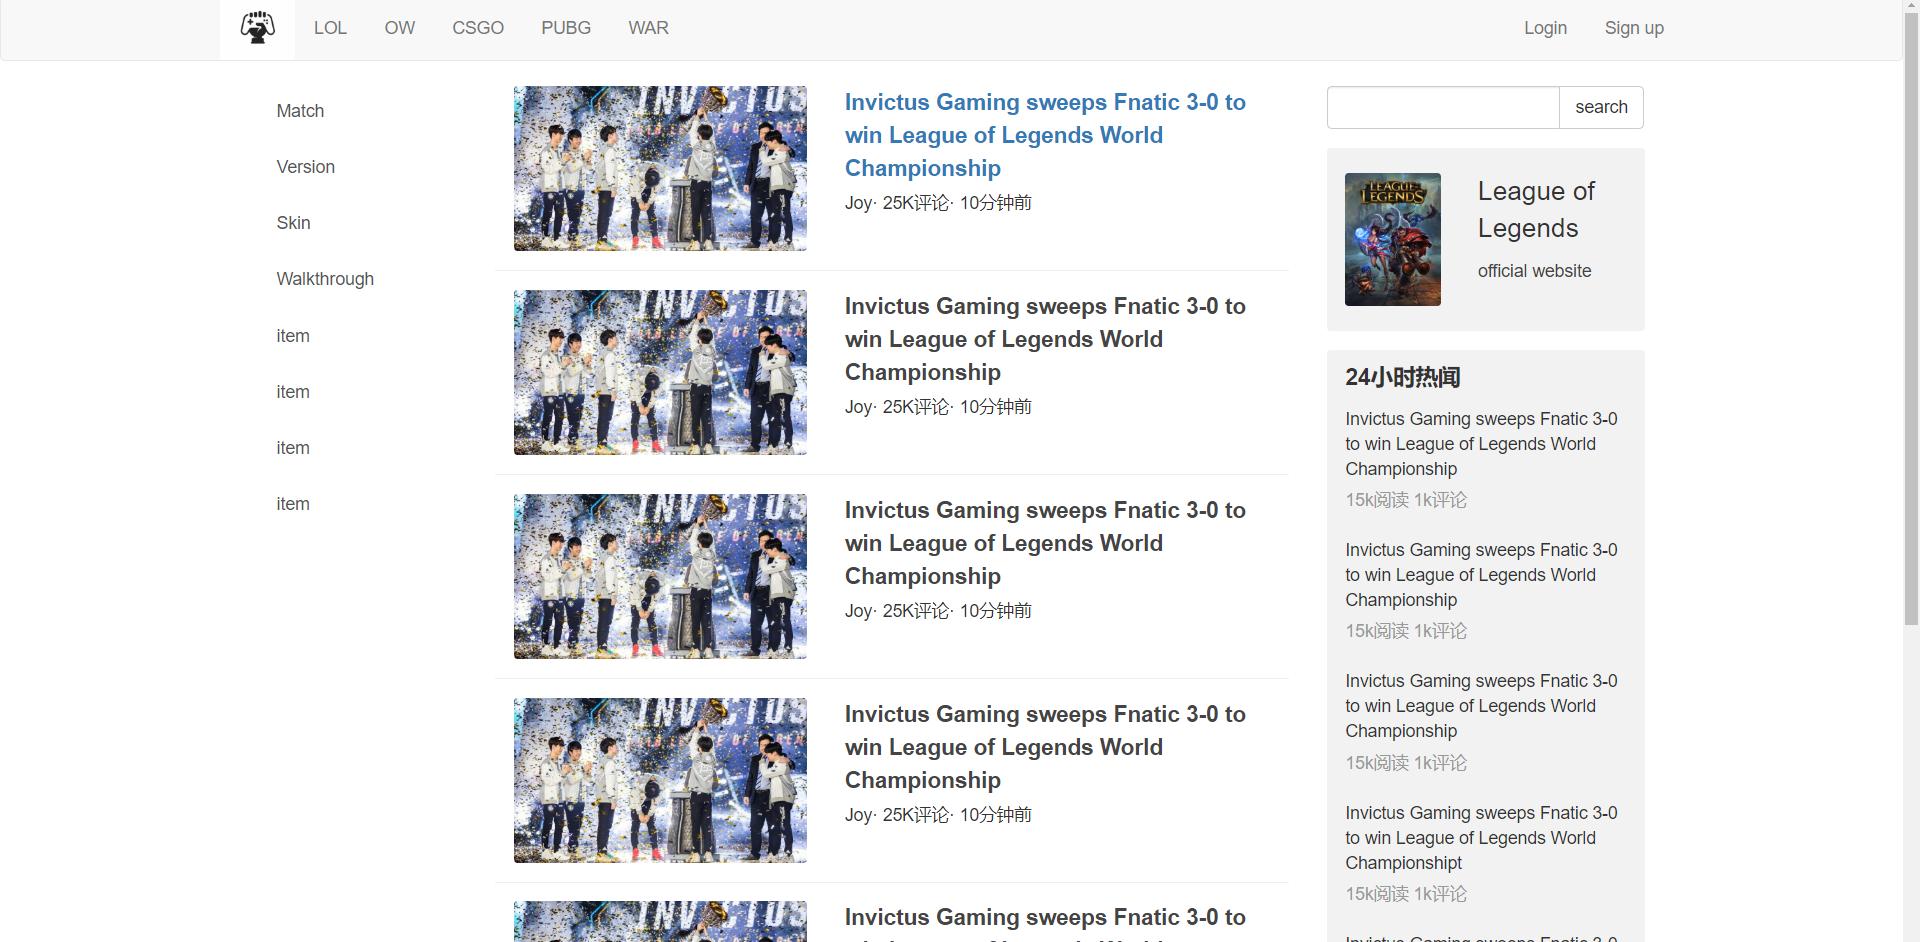 LOL OW CSGO PUBG WAR Login Sign up
Match
Version
Skin
Walkthrough
item
item
item
item
Invictus Gaming sweeps Fnatic 3-0 to
win League of Legends World
Championship
Joy· 25K评论· 10分钟前
Invictus Gaming sweeps Fnatic 3-0 to
win League of Legends World
Championship
Joy· 25K评论· 10分钟前
Invictus Gaming sweeps Fnatic 3-0 to
win League of Legends World
Championship
Joy· 25K评论· 10分钟前
Invictus Gaming sweeps Fnatic 3-0 to
win League of Legends World
Championship
Joy· 25K评论· 10分钟前
Invictus Gaming sweeps Fnatic 3-0 to
search
LEAGUE OF
LEGENDS
League of
Legends
official website
24小时热闻
Invictus Gaming sweeps Fnatic 3-0
to win League of Legends World
Championship
15k阅读 1k评论
Invictus Gaming sweeps Fnatic 3-0
to win League of Legends World
Championship
15k阅读 1k评论
Invictus Gaming sweeps Fnatic 3-0
to win League of Legends World
Championship
15k阅读 1k评论
Invictus Gaming sweeps Fnatic 3-0
to win League of Legends World
Championshipt
15k阅读 1k评论